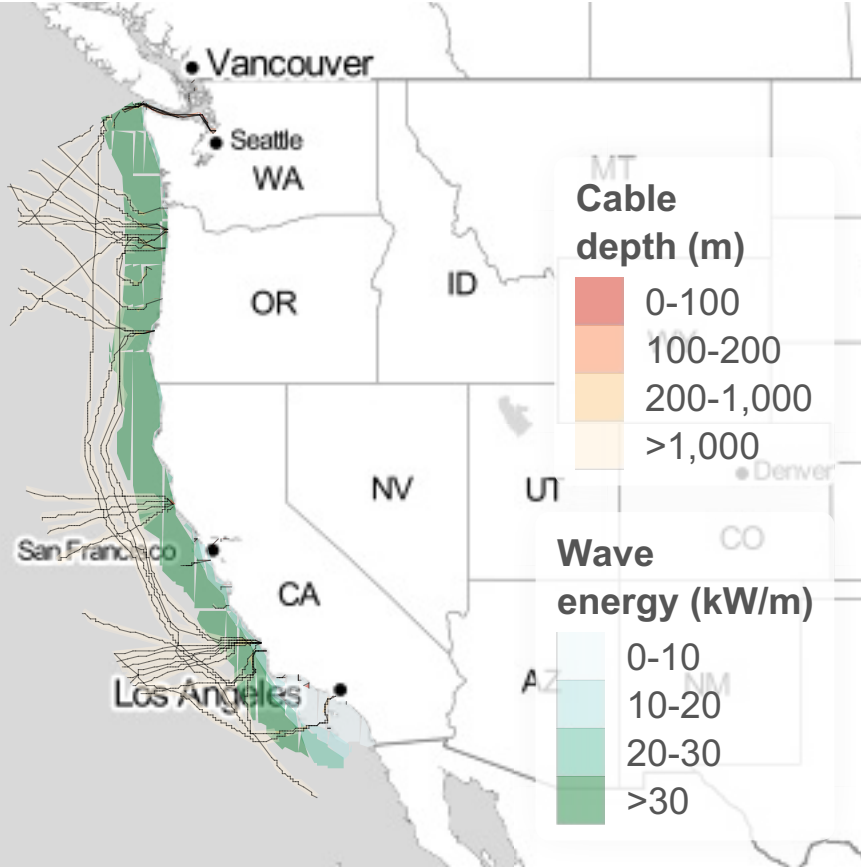 Vancouver
Seattle
WA
MT
Cable
depth (m)
0-100
100-200
200-1,000
>1,000
OR
ID
WY
NV
UT
Denver
CO
San Francisco
CA
Wave
energy (kW/m)
0-10
10-20
20-30
>30
Los Angeles
AZ
NM